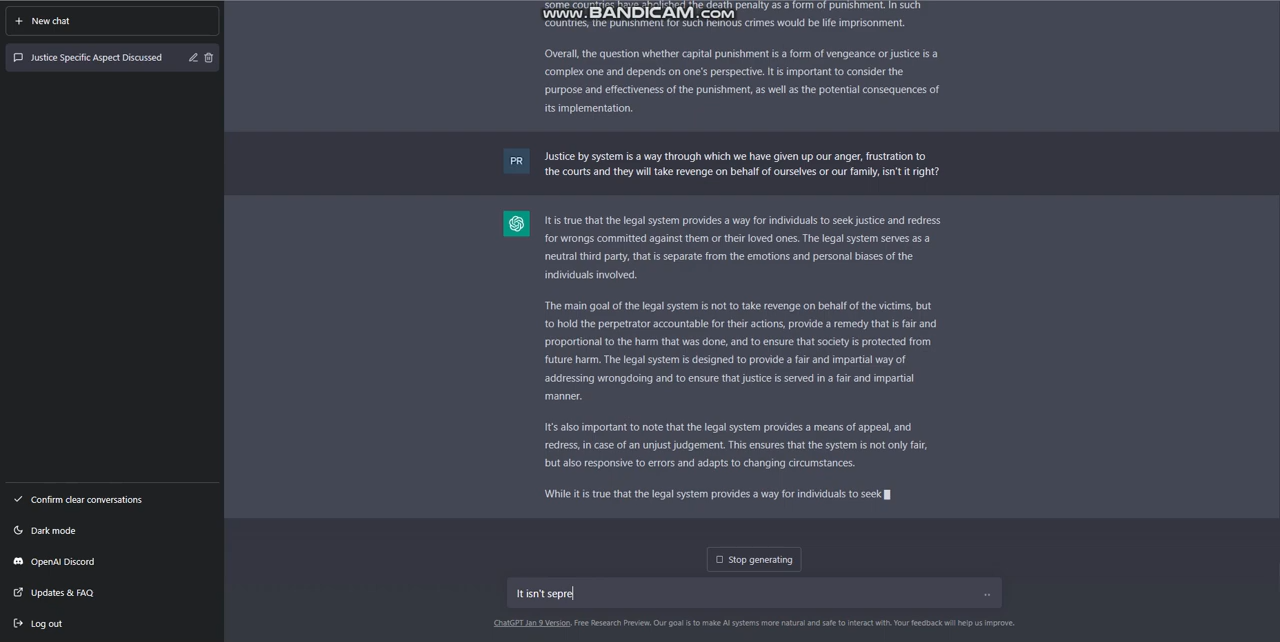 New chat
Justice Specific Aspect Discussed
Confirm clear conversations
Dark mode
OpenAI Discord
Updates & FAQ
Log out
www.BANDICAM.com
some countries have abolished the death penalty as a form of punishment. In such
countries, the punishment for such heinous crimes would be life imprisonment.
Overall, the question whether capital punishment is a form of vengeance or justice is a
complex one and depends on one's perspective. It is important to consider the
purpose and effectiveness of the punishment, as well as the potential consequences of
its implementation.
PR
Justice by system is a way through which we have given up our anger, frustration to
the courts and they will take revenge on behalf of ourselves or our family, isn't it right?
It is true that the legal system provides a way for individuals to seek justice and redress
for wrongs committed against them or their loved ones. The legal system serves as a
neutral third party, that is separate from the emotions and personal biases of the
individuals involved.
The main goal of the legal system is not to take revenge on behalf of the victims, but
to hold the perpetrator accountable for their actions, provide a remedy that is fair and
proportional to the harm that was done, and to ensure that society is protected from
future harm. The legal system is designed to provide a fair and impartial way of
addressing wrongdoing and to ensure that justice is served in a fair and impartial
manner.
It's also important to note that the legal system provides a means of appeal, and
redress, in case of an unjust judgement. This ensures that the system is not only fair,
but also responsive to errors and adapts to changing circumstances.
While it is true that the legal system provides a way for individuals to seek
Stop generating
It isn't sepre
ChatGPT Jan 9 Version. Free Research Preview. Our goal is to make AI systems more natural and safe to interact with. Your feedback will help us improve.